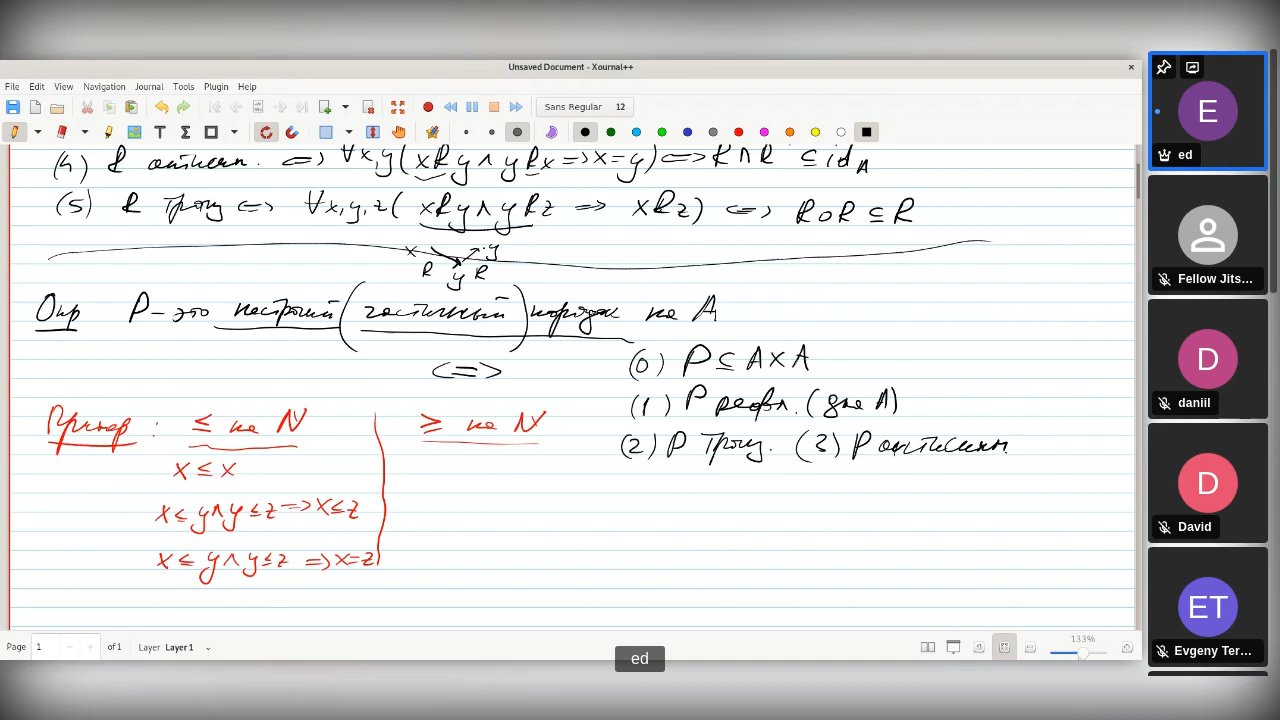 Unsaved Document - Xournal++
File Edit View Navigation Journal Tools Plugin Help
Sans Regular 12
(4) R антисим. <=> ∀x,y(xRy∧yRx=>x=y)<=>R∩R ⊆id_A
(5) R транз <=> ∀x,y,z( xRy∧yRz => xRz) <=> R∘R⊆R
x y
R y R
Опр P-это нестрогий (частичный) порядок на A
<=> (0) P⊆A×A
(1) P рефл. (для A)
(2) P транз. (3) P антисимм.
Пример : ≤ на N ≥ на N
x≤x
x≤y∧y≤z=>x≤z
x≤y∧y≤z =>x=z
Page 1 of 1 Layer Layer 1 133%
ed
E
ed
Fellow Jits...
D
daniil
D
David
ET
Evgeny Ter...